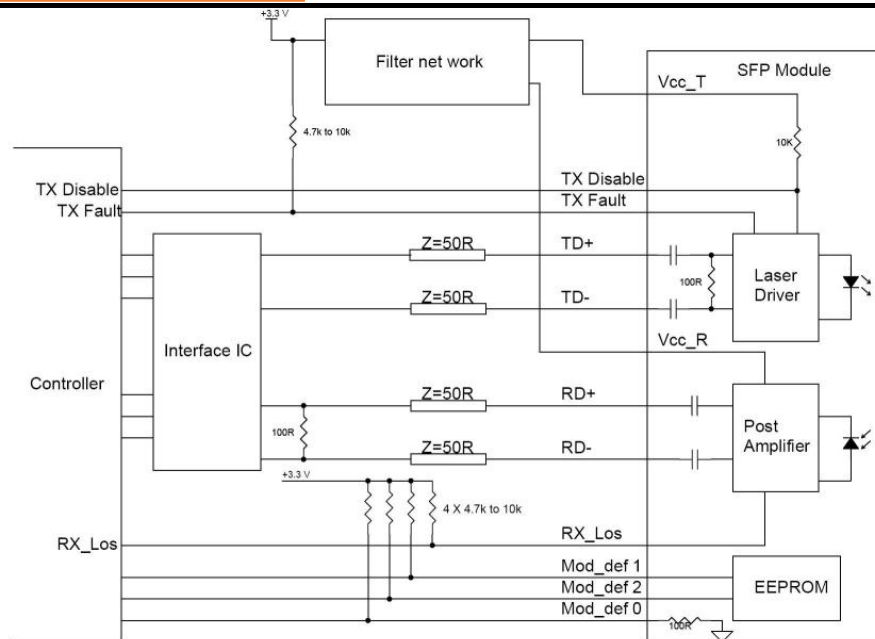 +3.3 V
Filter net work
SFP Module
Vcc_T
4.7k to 10k
10K
TX Disable
TX Disable
TX Fault
TX Fault
Z=50R
TD+
100R
Laser
Driver
Z=50R
TD-
Interface IC
Vcc_R
Controller
Z=50R
RD+
100R
Post
Amplifier
Z=50R
RD-
+3.3 V
4 X 4.7k to 10k
RX_Los
RX_Los
Mod_def 1
Mod_def 2
EEPROM
Mod_def 0
100R